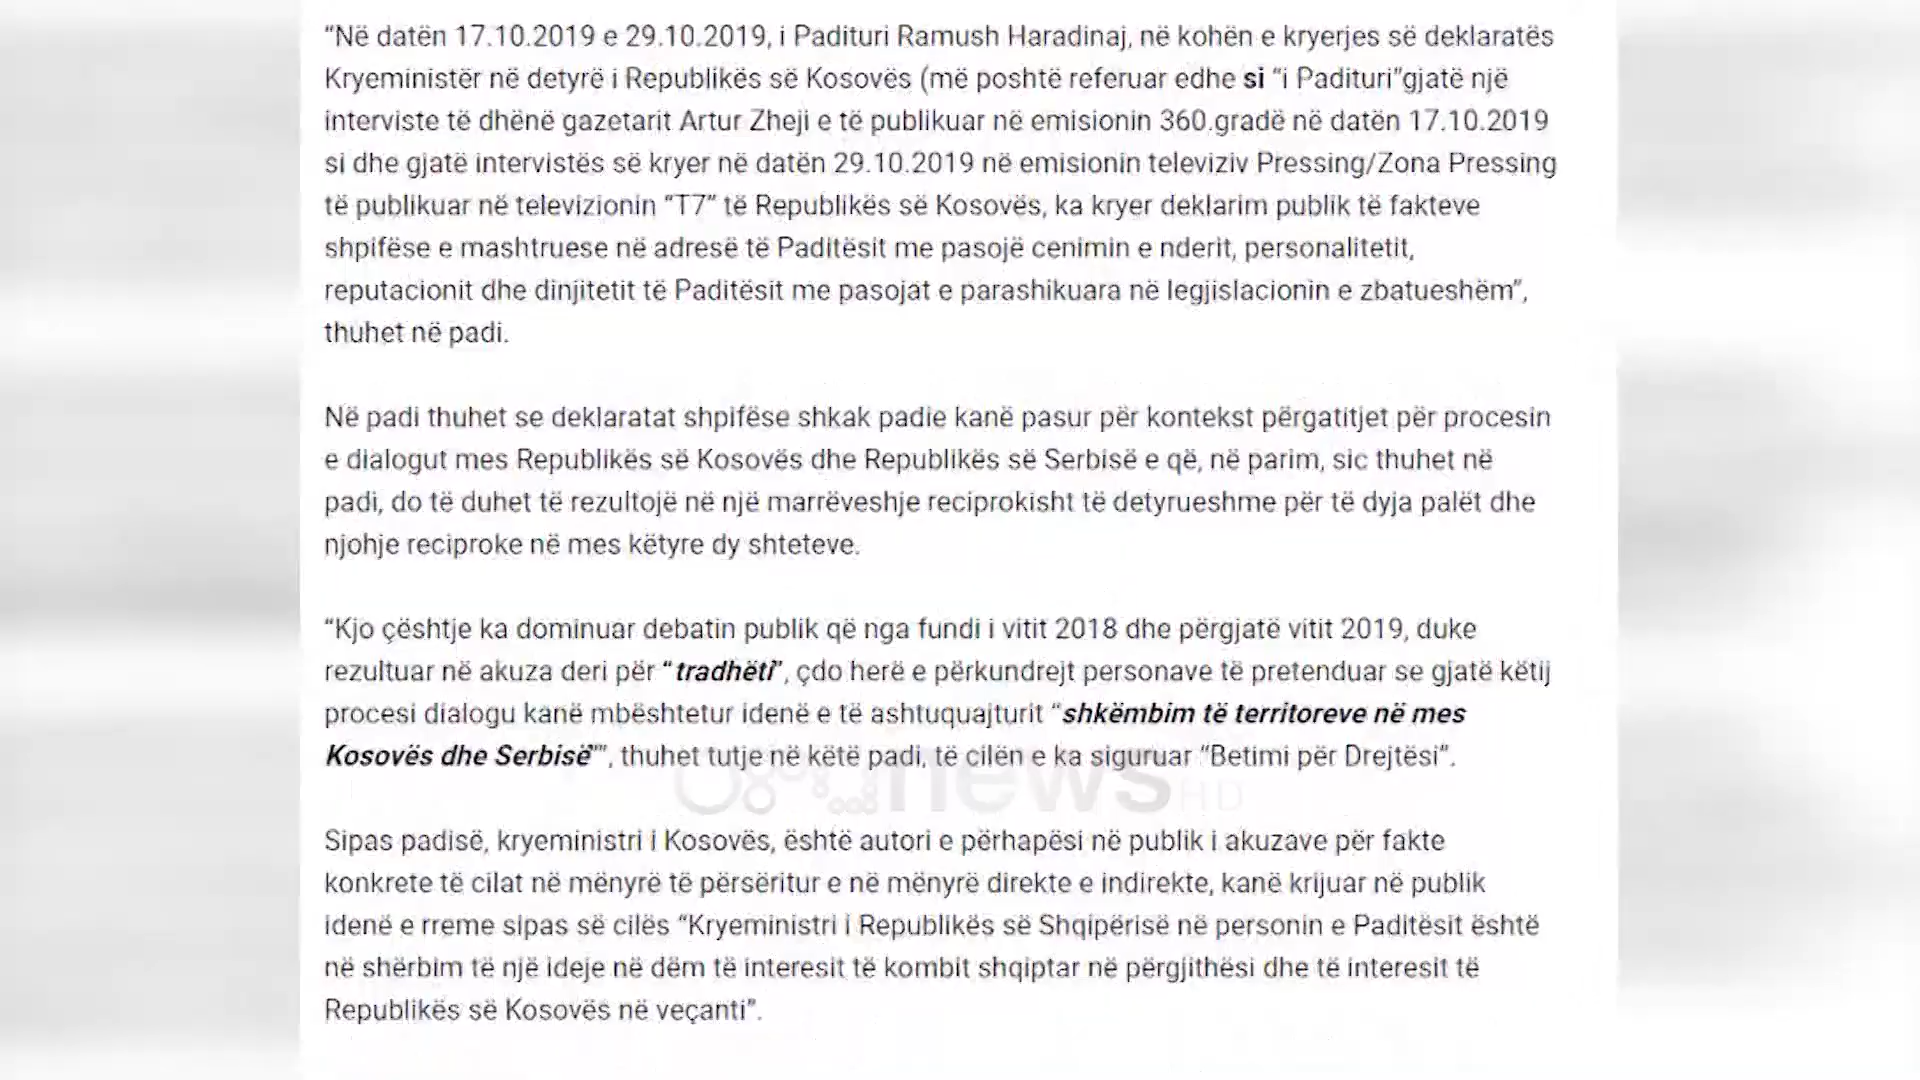 “Në datën 17.10.2019 e 29.10.2019, i Padituri Ramush Haradinaj, në kohën e kryerjes së deklaratës
Kryeministër në detyrë i Republikës së Kosovës (më poshtë referuar edhe si “i Padituri”gjatë një
interviste të dhënë gazetarit Artur Zheji e të publikuar në emisionin 360.gradë në datën 17.10.2019
si dhe gjatë intervistës së kryer në datën 29.10.2019 në emisionin televiziv Pressing/Zona Pressing
të publikuar në televizionin “T7” të Republikës së Kosovës, ka kryer deklarim publik të fakteve
shpifëse e mashtruese në adresë të Paditësit me pasojë cenimin e nderit, personalitetit,
reputacionit dhe dinjitetit të Paditësit me pasojat e parashikuara në legjislacionin e zbatueshëm”,
thuhet në padi.
Në padi thuhet se deklaratat shpifëse shkak padie kanë pasur për kontekst përgatitjet për procesin
e dialogut mes Republikës së Kosovës dhe Republikës së Serbisë e që, në parim, sic thuhet në
padi, do të duhet të rezultojë në një marrëveshje reciprokisht të detyrueshme për të dyja palët dhe
njohje reciproke në mes këtyre dy shteteve.
“Kjo çështje ka dominuar debatin publik që nga fundi i vitit 2018 dhe përgjatë vitit 2019, duke
rezultuar në akuza deri për “tradhëti”, çdo herë e përkundrejt personave të pretenduar se gjatë këtij
procesi dialogu kanë mbështetur idenë e të ashtuquajturit “shkëmbim të territoreve në mes
Kosovës dhe Serbisë””, thuhet tutje në këtë padi, të cilën e ka siguruar “Betimi për Drejtësi”.
news HD
Sipas padisë, kryeministri i Kosovës, është autori e përhapësi në publik i akuzave për fakte
konkrete të cilat në mënyrë të përsëritur e në mënyrë direkte e indirekte, kanë krijuar në publik
idenë e rreme sipas së cilës “Kryeministri i Republikës së Shqipërisë në personin e Paditësit është
në shërbim të një ideje në dëm të interesit të kombit shqiptar në përgjithësi dhe të interesit të
Republikës së Kosovës në veçanti”.